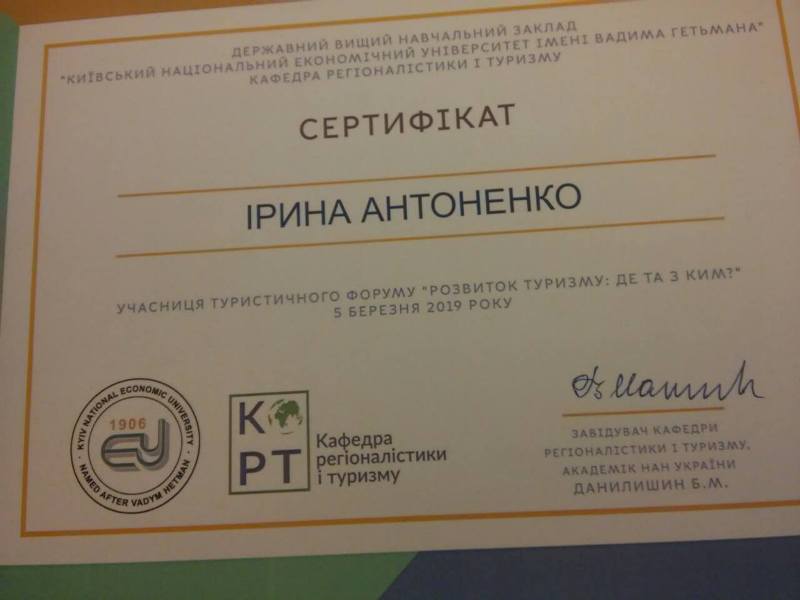 ДЕРЖАВНИЙ ВИЩИЙ НАВЧАЛЬНИЙ ЗАКЛАД
"КИЇВСЬКИЙ НАЦІОНАЛЬНИЙ ЕКОНОМІЧНИЙ УНІВЕРСИТЕТ ІМЕНІ ВАДИМА ГЕТЬМАНА"
КАФЕДРА РЕГІОНАЛІСТИКИ І ТУРИЗМУ
СЕРТИФІКАТ
ІРИНА АНТОНЕНКО
УЧАСНИЦЯ ТУРИСТИЧНОГО ФОРУМУ "РОЗВИТОК ТУРИЗМУ: ДЕ ТА З КИМ?"
5 БЕРЕЗНЯ 2019 РОКУ
KYIV NATIONAL ECONOMIC UNIVERSITY
1906
NAMED AFTER VADYM HETMAN
К
РТ
Кафедра
регіоналістики
і туризму
ЗАВІДУВАЧ КАФЕДРИ
РЕГІОНАЛІСТИКИ І ТУРИЗМУ,
АКАДЕМІК НАН УКРАЇНИ
ДАНИЛИШИН Б.М.